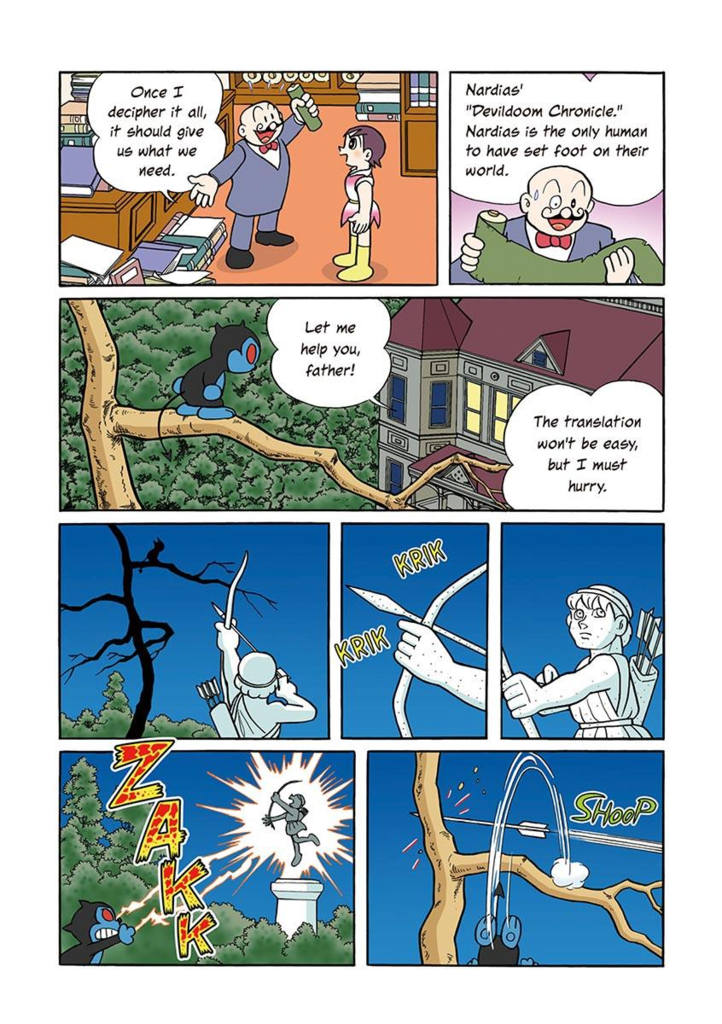 Once I
decipher it all,
it should give
us what we
need.
Nardias'
"Devildoom Chronicle."
Nardias is the only human
to have set foot on their
world.
Let me
help you,
father!
The translation
won't be easy,
but I must
hurry.
KRIK
KRIK
ZAKK
SHOOP